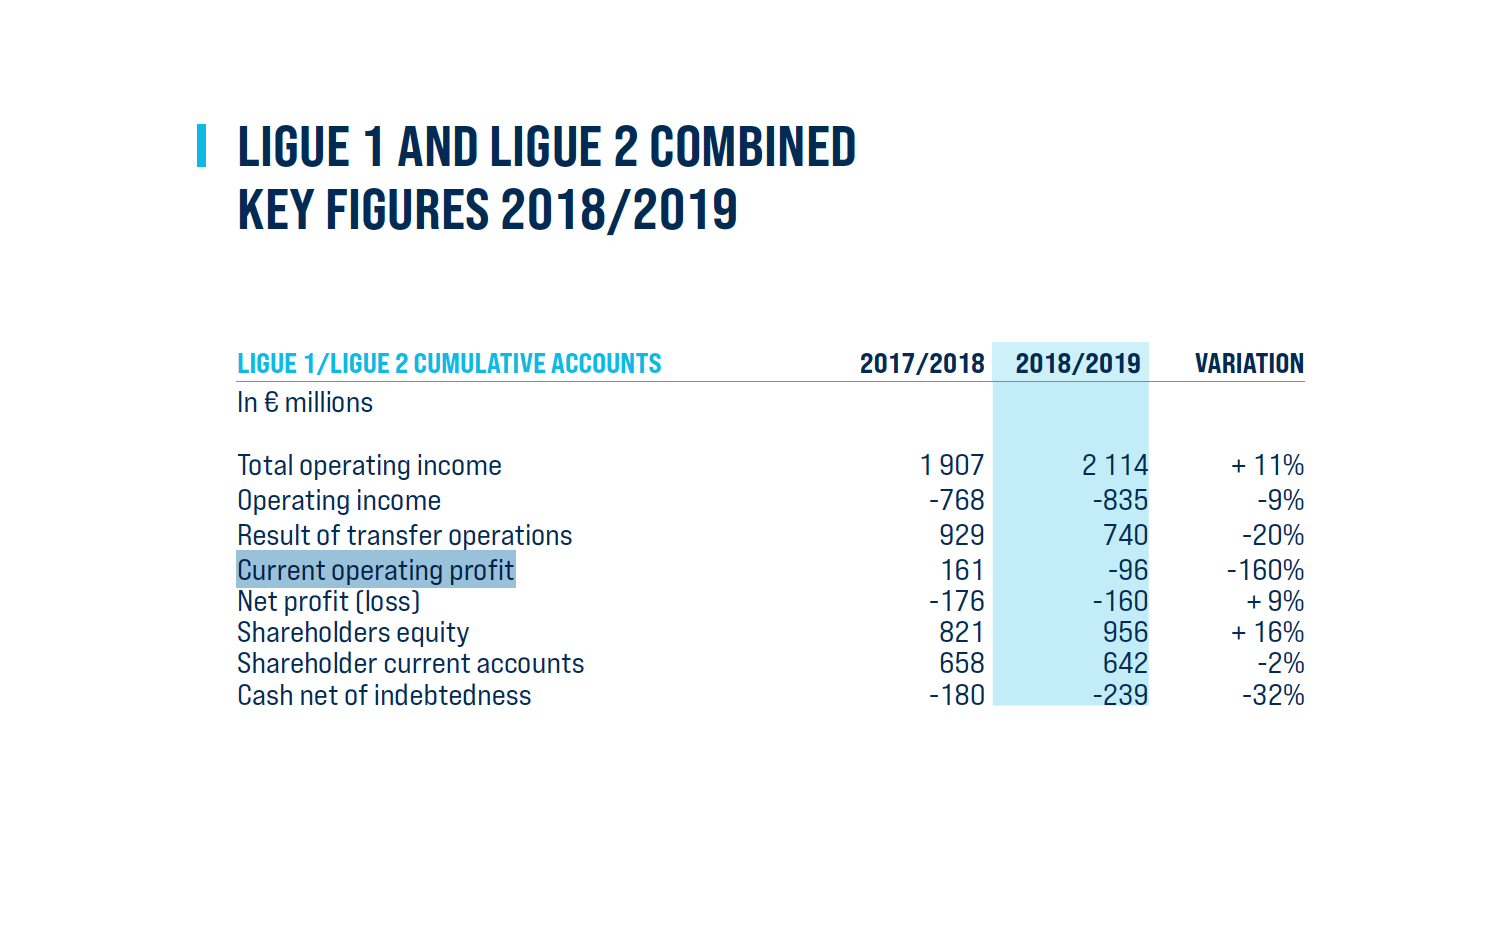 LIGUE 1 AND LIGUE 2 COMBINED
KEY FIGURES 2018/2019
LIGUE 1/LIGUE 2 CUMULATIVE ACCOUNTS 2017/2018 2018/2019 VARIATION
In € millions
Total operating income 1 907 2 114 + 11%
Operating income -768 -835 -9%
Result of transfer operations 929 740 -20%
Current operating profit 161 -96 -160%
Net profit (loss) -176 -160 + 9%
Shareholders equity 821 956 + 16%
Shareholder current accounts 658 642 -2%
Cash net of indebtedness -180 -239 -32%